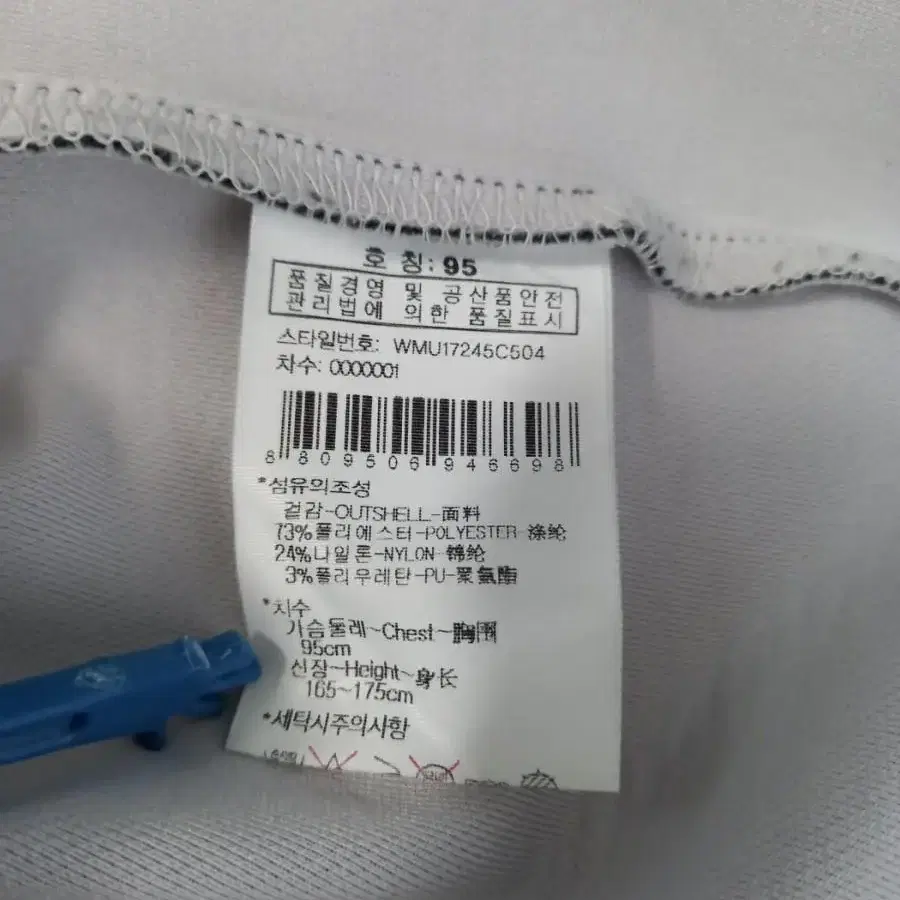 호 칭: 95
품질경영 및 공산품안전
관리법에 의한 품질표시
스타일번호: WMU17245C504
차수: 0000001
8 809506 946698
*섬유의조성
겉감-OUTSHELL-面料
73%폴리에스터-POLYESTER-涤纶
24%나일론-NYLON-锦纶
3%폴리우레탄-PU-聚氨酯
*치수
가슴둘레~Chest~胸围
95cm
신장~Height~身长
165~175cm
*세탁시주의사항